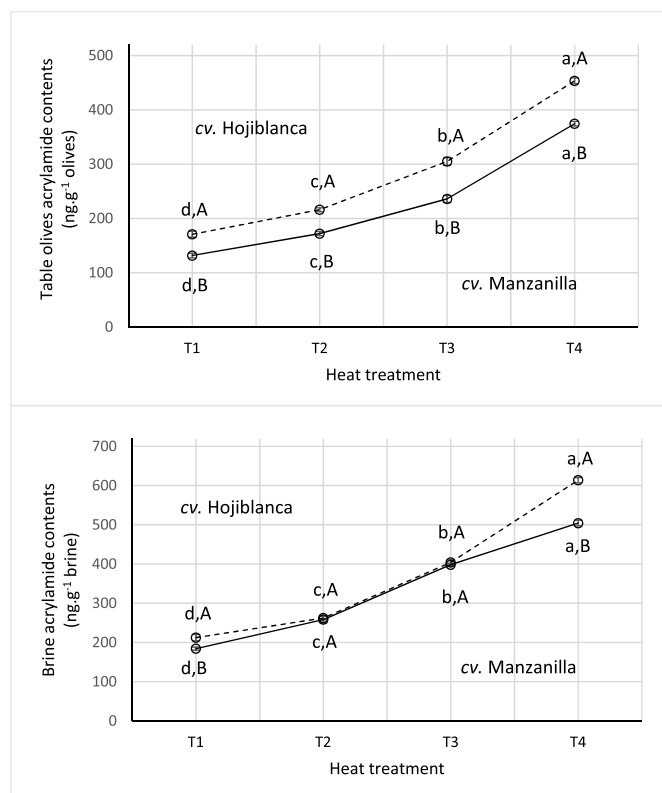 Table olives acrylamide contents
(ng.g⁻¹ olives)
500
400
300
200
100
0
cv. Hojiblanca
cv. Manzanilla
d,A
c,A
b,A
a,A
d,B
c,B
b,B
a,B
T1 T2 T3 T4
Heat treatment
Brine acrylamide contents
(ng.g⁻¹ brine)
700
600
500
400
300
200
100
0
cv. Hojiblanca
cv. Manzanilla
d,A
c,A
b,A
a,A
d,B
c,A
b,A
a,B
T1 T2 T3 T4
Heat treatment